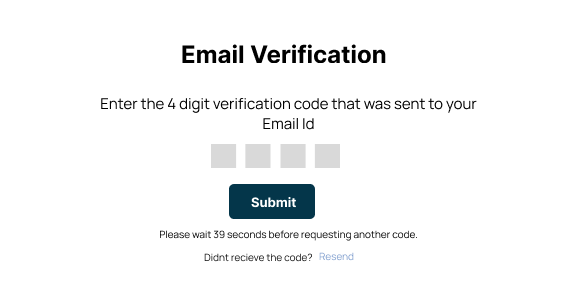 Email Verification
Enter the 4 digit verification code that was sent to your
Email Id
Submit
Please wait 39 seconds before requesting another code.
Didnt recieve the code? Resend